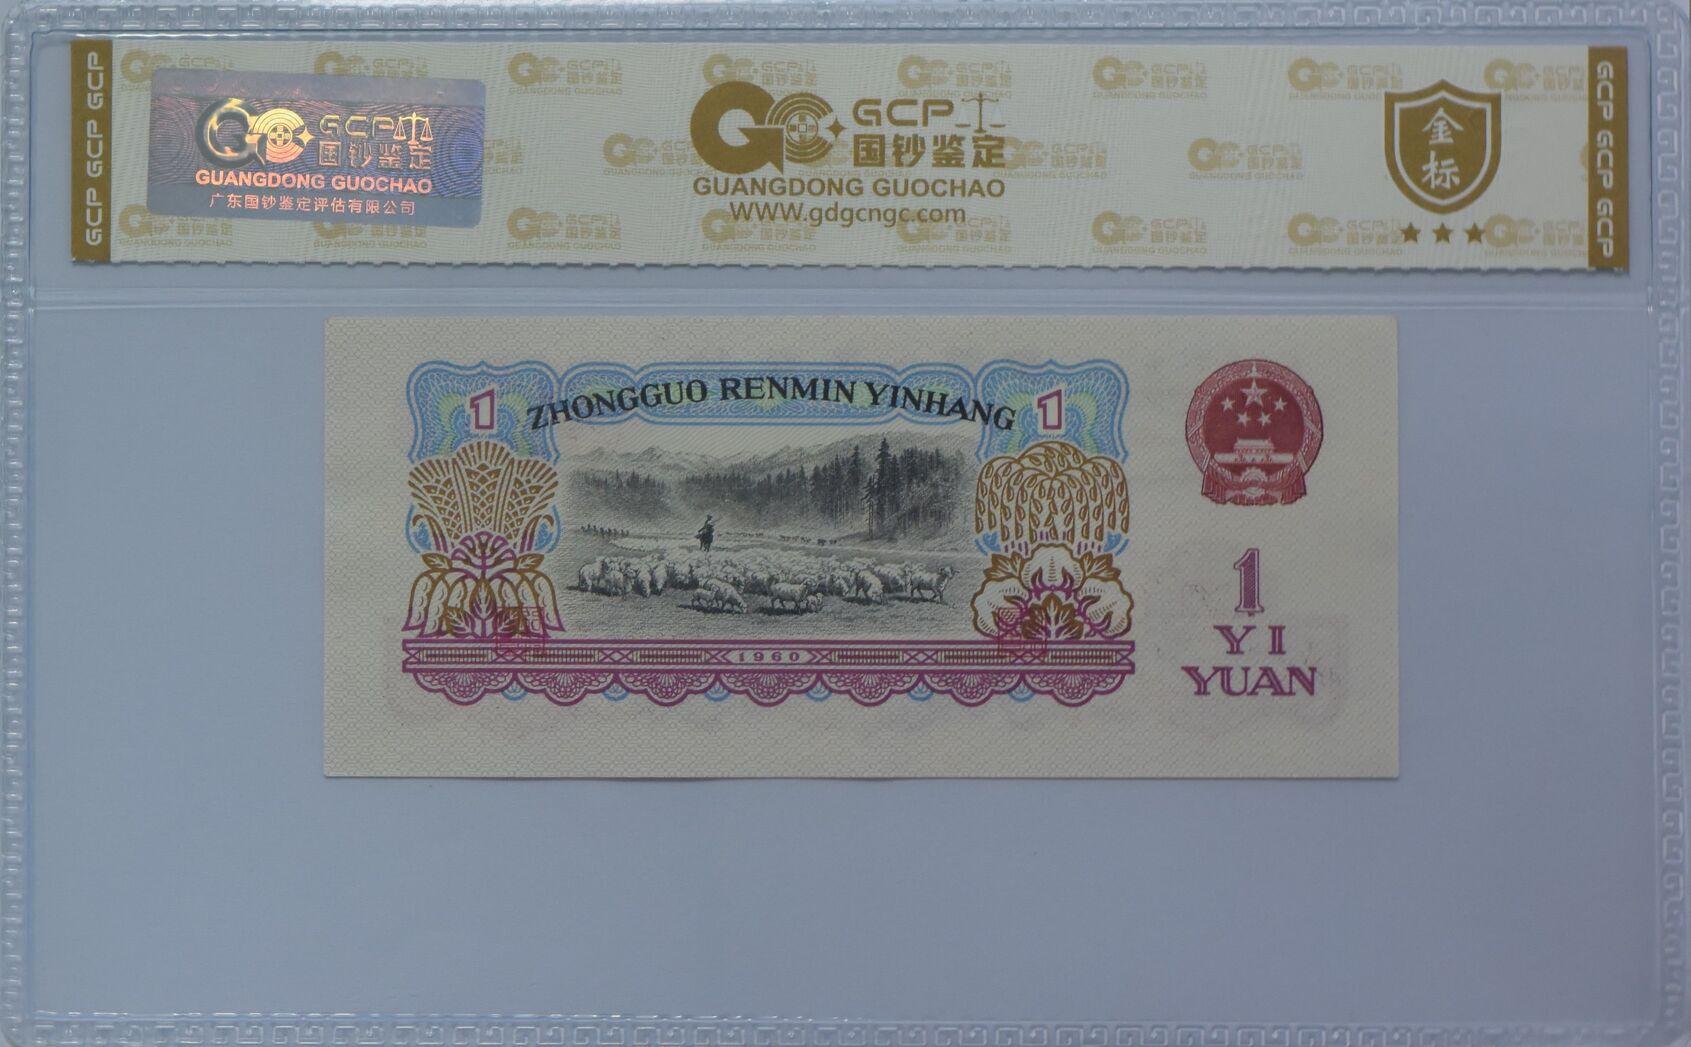 GCP GCP GCP
GCP
国钞鉴定
GUANGDONG GUOCHAO
广东国钞鉴定评估有限公司
GCP
国钞鉴定
GUANGDONG GUOCHAO
WWW.gdgcngc.com
金标
GCP GCP GCP
1
ZHONGGUO RENMIN YINHANG
1
1960
1
YI
YUAN